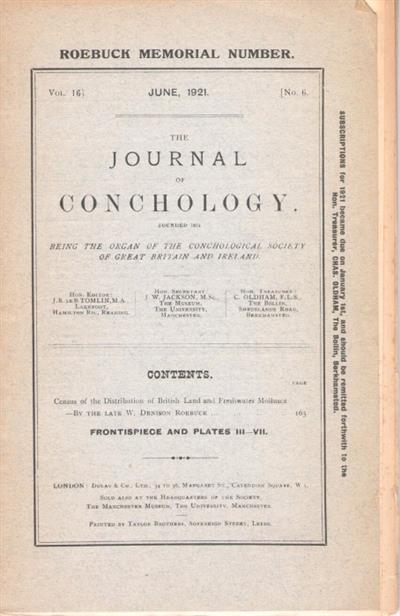 ROEBUCK MEMORIAL NUMBER.
VOL. 16] JUNE, 1921. [NO. 6.
THE
JOURNAL
OF
CONCHOLOGY.
FOUNDED 1874
BEING THE ORGAN OF THE CONCHOLOGICAL SOCIETY
OF GREAT BRITAIN AND IRELAND.
HON. EDITOR:
J. R. LE B. TOMLIN, M.A.
LAKEFOOT,
HAMILTON RD., READING.
HON. SECRETARY
J. W. JACKSON, M.Sc.
THE MUSEUM,
THE UNIVERSITY,
MANCHESTER.
HON. TREASURER:
C. OLDHAM, F.L.S.
THE BOLLIN,
SHRUBLANDS ROAD,
BERKHAMSTED.
CONTENTS.
PAGE
Census of the Distribution of British Land and Freshwater Mollusca
—BY THE LATE W. DENISON ROEBUCK ... 165
FRONTISPIECE AND PLATES III—VII.
LONDON: DULAU & CO., LTD., 34 TO 36, MARGARET ST., CAVENDISH SQUARE, W 1.
SOLD ALSO AT THE HEADQUARTERS OF THE SOCIETY,
THE MANCHESTER MUSEUM, THE UNIVERSITY, MANCHESTER.
PRINTED BY TAYLOR BROTHERS, SOVEREIGN STREET, LEEDS.
SUBSCRIPTIONS for 1921 became due on January 1st, and should be remitted forthwith to the
Hon. Treasurer, CHAS. OLDHAM, The Bollin, Berkhamsted.